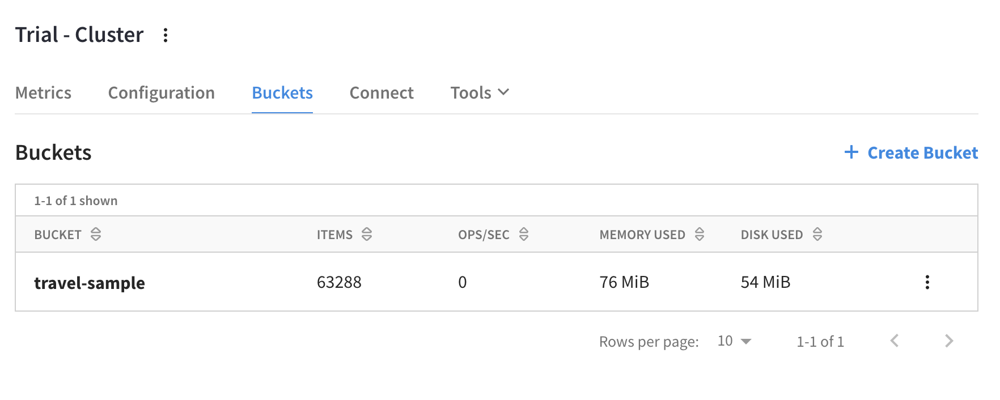 Trial - Cluster
Metrics Configuration Buckets Connect Tools
Buckets
+ Create Bucket
1-1 of 1 shown
BUCKET ITEMS OPS/SEC MEMORY USED DISK USED
travel-sample 63288 0 76 MiB 54 MiB
Rows per page: 10 1-1 of 1